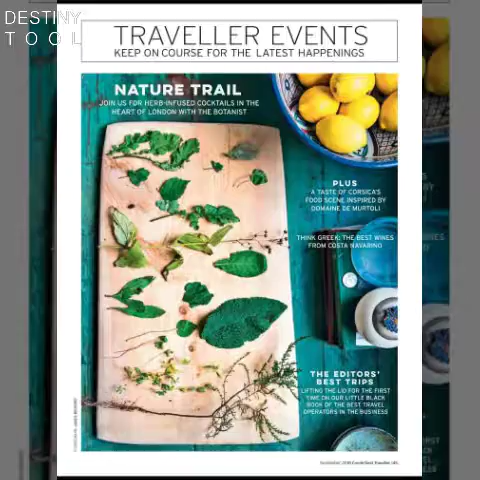 DESTINY
TOOL
TRAVELLER EVENTS
KEEP ON COURSE FOR THE LATEST HAPPENINGS
NATURE TRAIL
JOIN US FOR HERB-INFUSED COCKTAILS IN THE
HEART OF LONDON WITH THE BOTANIST
PLUS
A TASTE OF CORSICA'S
FOOD SCENE INSPIRED BY
DOMAINE DE MURTOLI
THINK GREEK: THE BEST WINES
FROM COSTA NAVARINO
THE EDITORS'
BEST TRIPS
LIFTING THE LID FOR THE FIRST
TIME ON OUR LITTLE BLACK
BOOK OF THE BEST TRAVEL
OPERATORS IN THE BUSINESS
Condé Nast Traveller